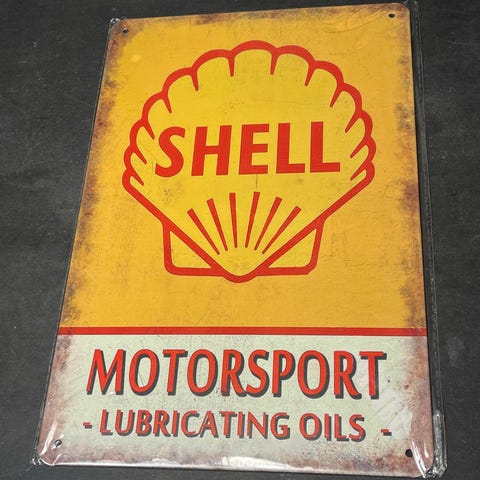 SHELL
MOTORSPORT
- LUBRICATING OILS -